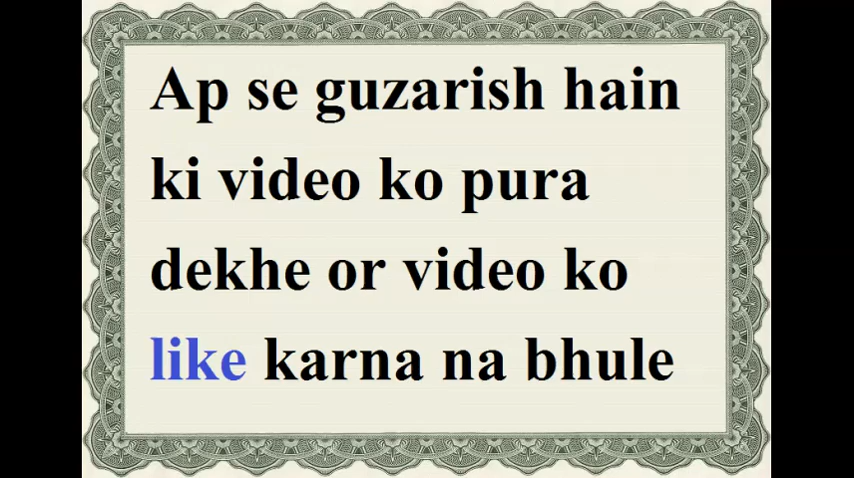 Ap se guzarish hain
ki video ko pura
dekhe or video ko
like karna na bhule